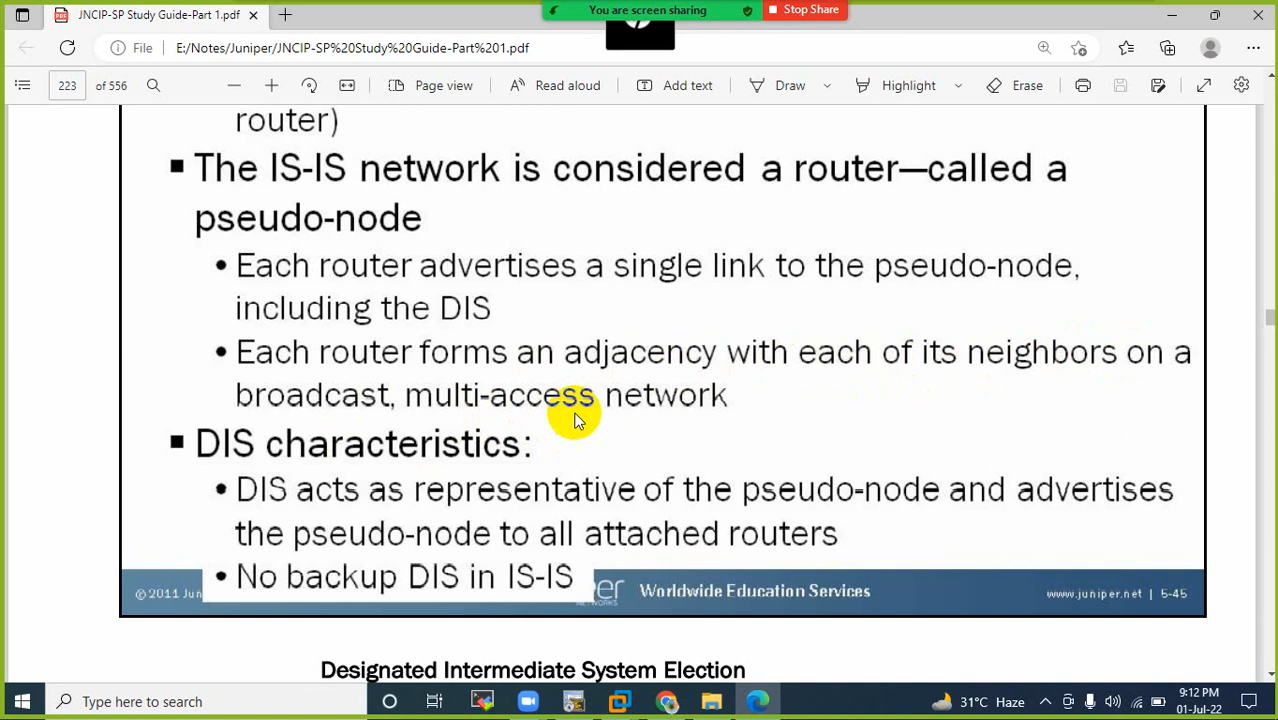 JNCIP-SP Study Guide-Part 1.pdf
You are screen sharing
Stop Share
File
E:/Notes/Juniper/JNCIP-SP%20Study%20Guide-Part%201.pdf
223 of 556
Page view
Read aloud
Add text
Draw
Highlight
Erase
router)
The IS-IS network is considered a router—called a
pseudo-node
• Each router advertises a single link to the pseudo-node,
including the DIS
• Each router forms an adjacency with each of its neighbors on a
broadcast, multi-access network
DIS characteristics:
• DIS acts as representative of the pseudo-node and advertises
the pseudo-node to all attached routers
• No backup DIS in IS-IS
© 2011
Worldwide Education Services
www.juniper.net | 5-45
NETWORKS
Designated Intermediate System Election
Type here to search
31°C Haze
9:12 PM
01-Jul-22